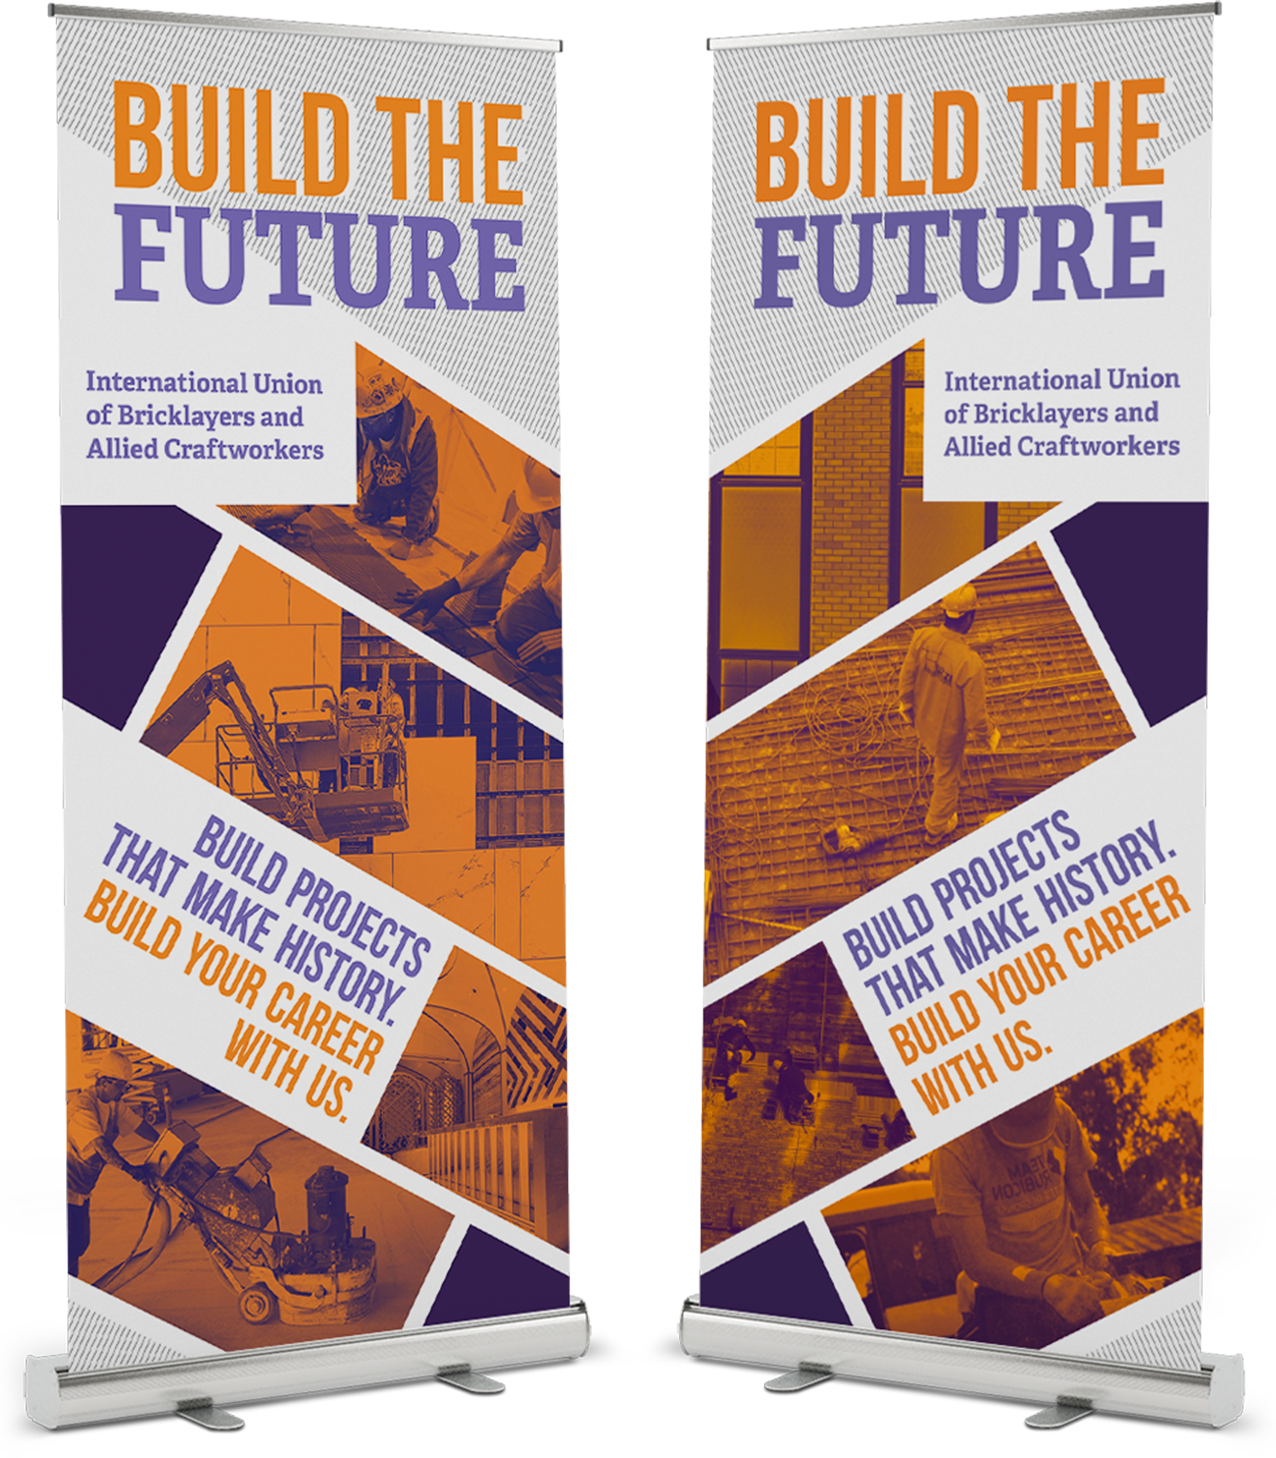 BUILD THE
FUTURE
International Union
of Bricklayers and
Allied Craftworkers
BUILD PROJECTS
THAT MAKE HISTORY.
BUILD YOUR CAREER
WITH US.
BUILD THE
FUTURE
International Union
of Bricklayers and
Allied Craftworkers
BUILD PROJECTS
THAT MAKE HISTORY.
BUILD YOUR CAREER
WITH US.
TEAM
RUBICON